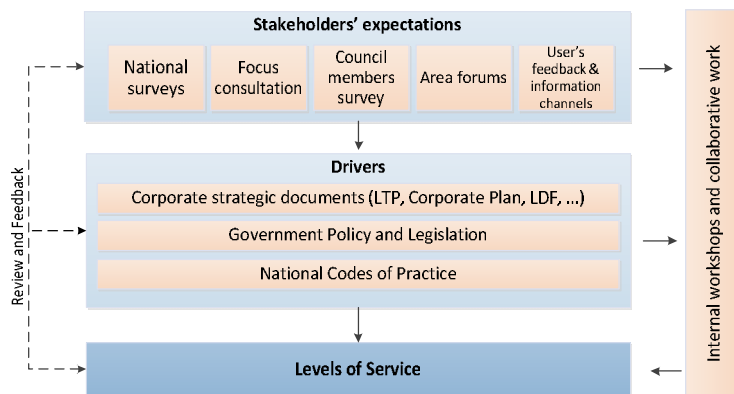 Stakeholders’ expectations
National
surveys
Focus
consultation
Council
members
survey
Area forums
User’s
feedback &
information
channels
Drivers
Corporate strategic documents (LTP, Corporate Plan, LDF, ...)
Government Policy and Legislation
National Codes of Practice
Levels of Service
Review and Feedback
Internal workshops and collaborative work